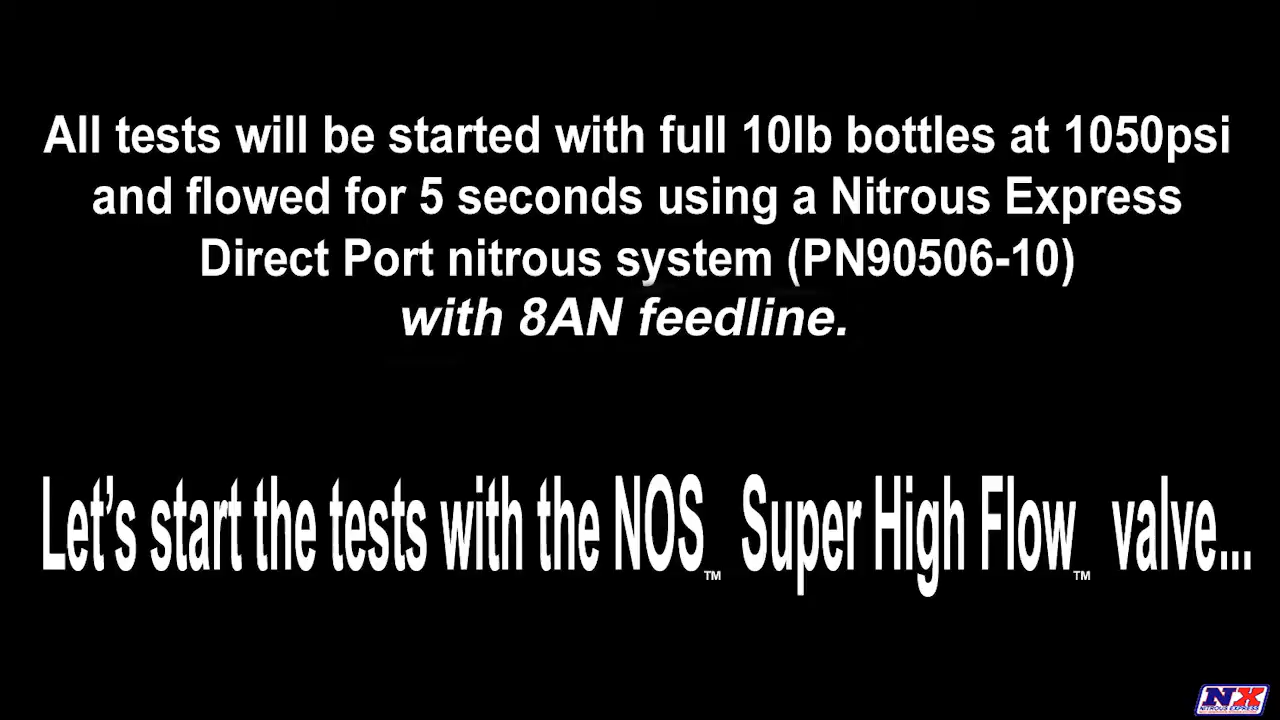 All tests will be started with full 10lb bottles at 1050psi
and flowed for 5 seconds using a Nitrous Express
Direct Port nitrous system (PN90506-10)
with 8AN feedline.
Let's start the tests with the NOS™ Super High Flow™ valve...
NX
NITROUS EXPRESS